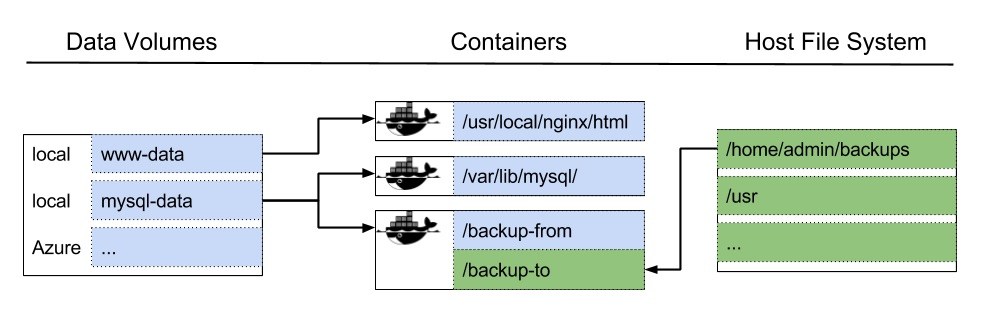 Data Volumes
Containers
Host File System
local www-data
local mysql-data
Azure ...
/usr/local/nginx/html
/var/lib/mysql/
/backup-from
/backup-to
/home/admin/backups
/usr
...